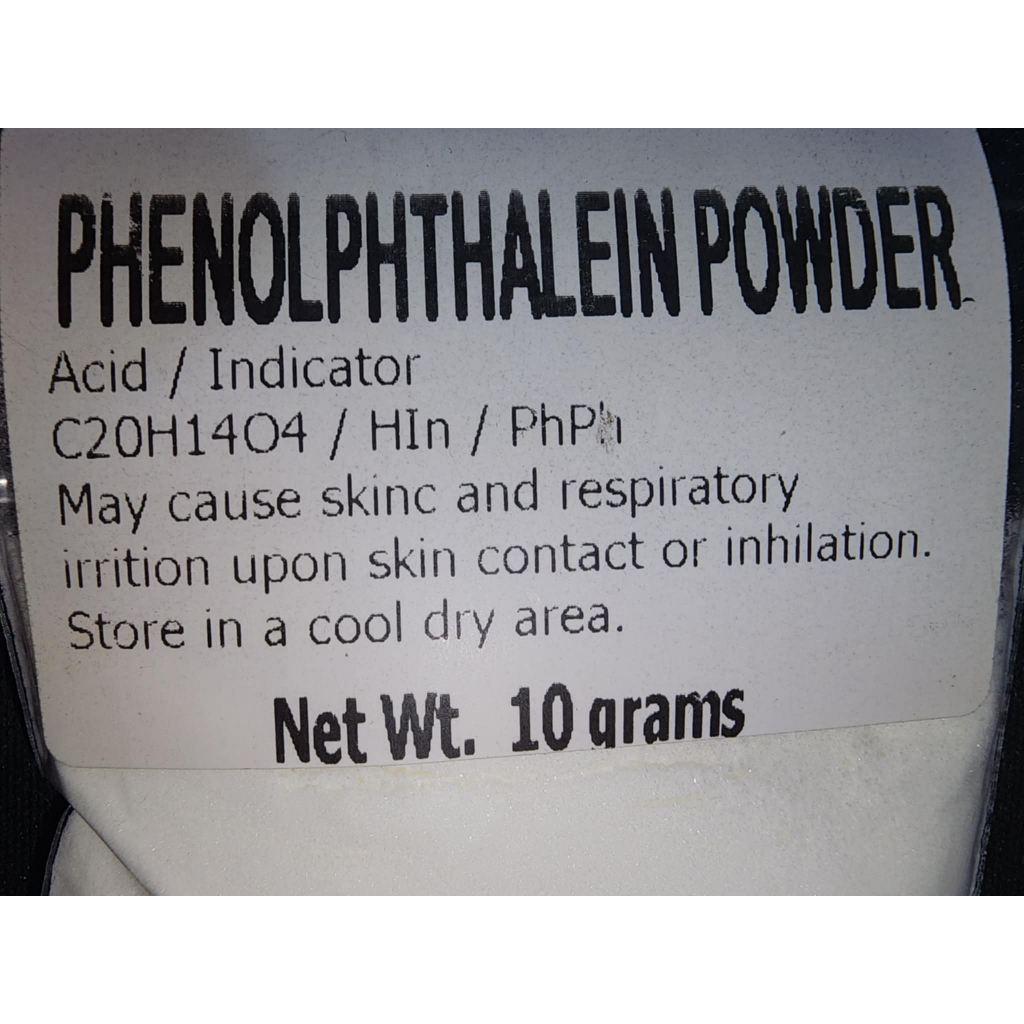 PHENOLPHTHALEIN POWDER
Acid / Indicator
C20H14O4 / HIn / PhPh
May cause skinc and respiratory
irrition upon skin contact or inhilation.
Store in a cool dry area.
Net Wt. 10 grams